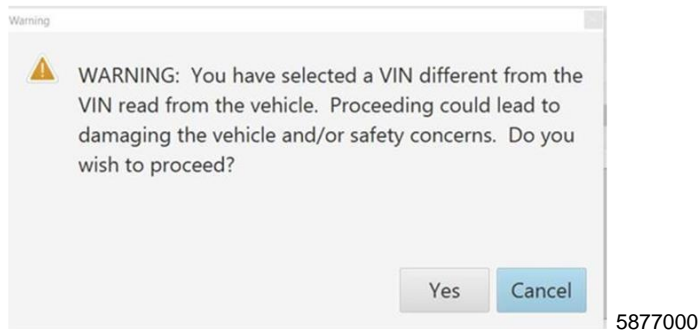 Warning
WARNING: You have selected a VIN different from the
VIN read from the vehicle. Proceeding could lead to
damaging the vehicle and/or safety concerns. Do you
wish to proceed?
Yes Cancel
5877000